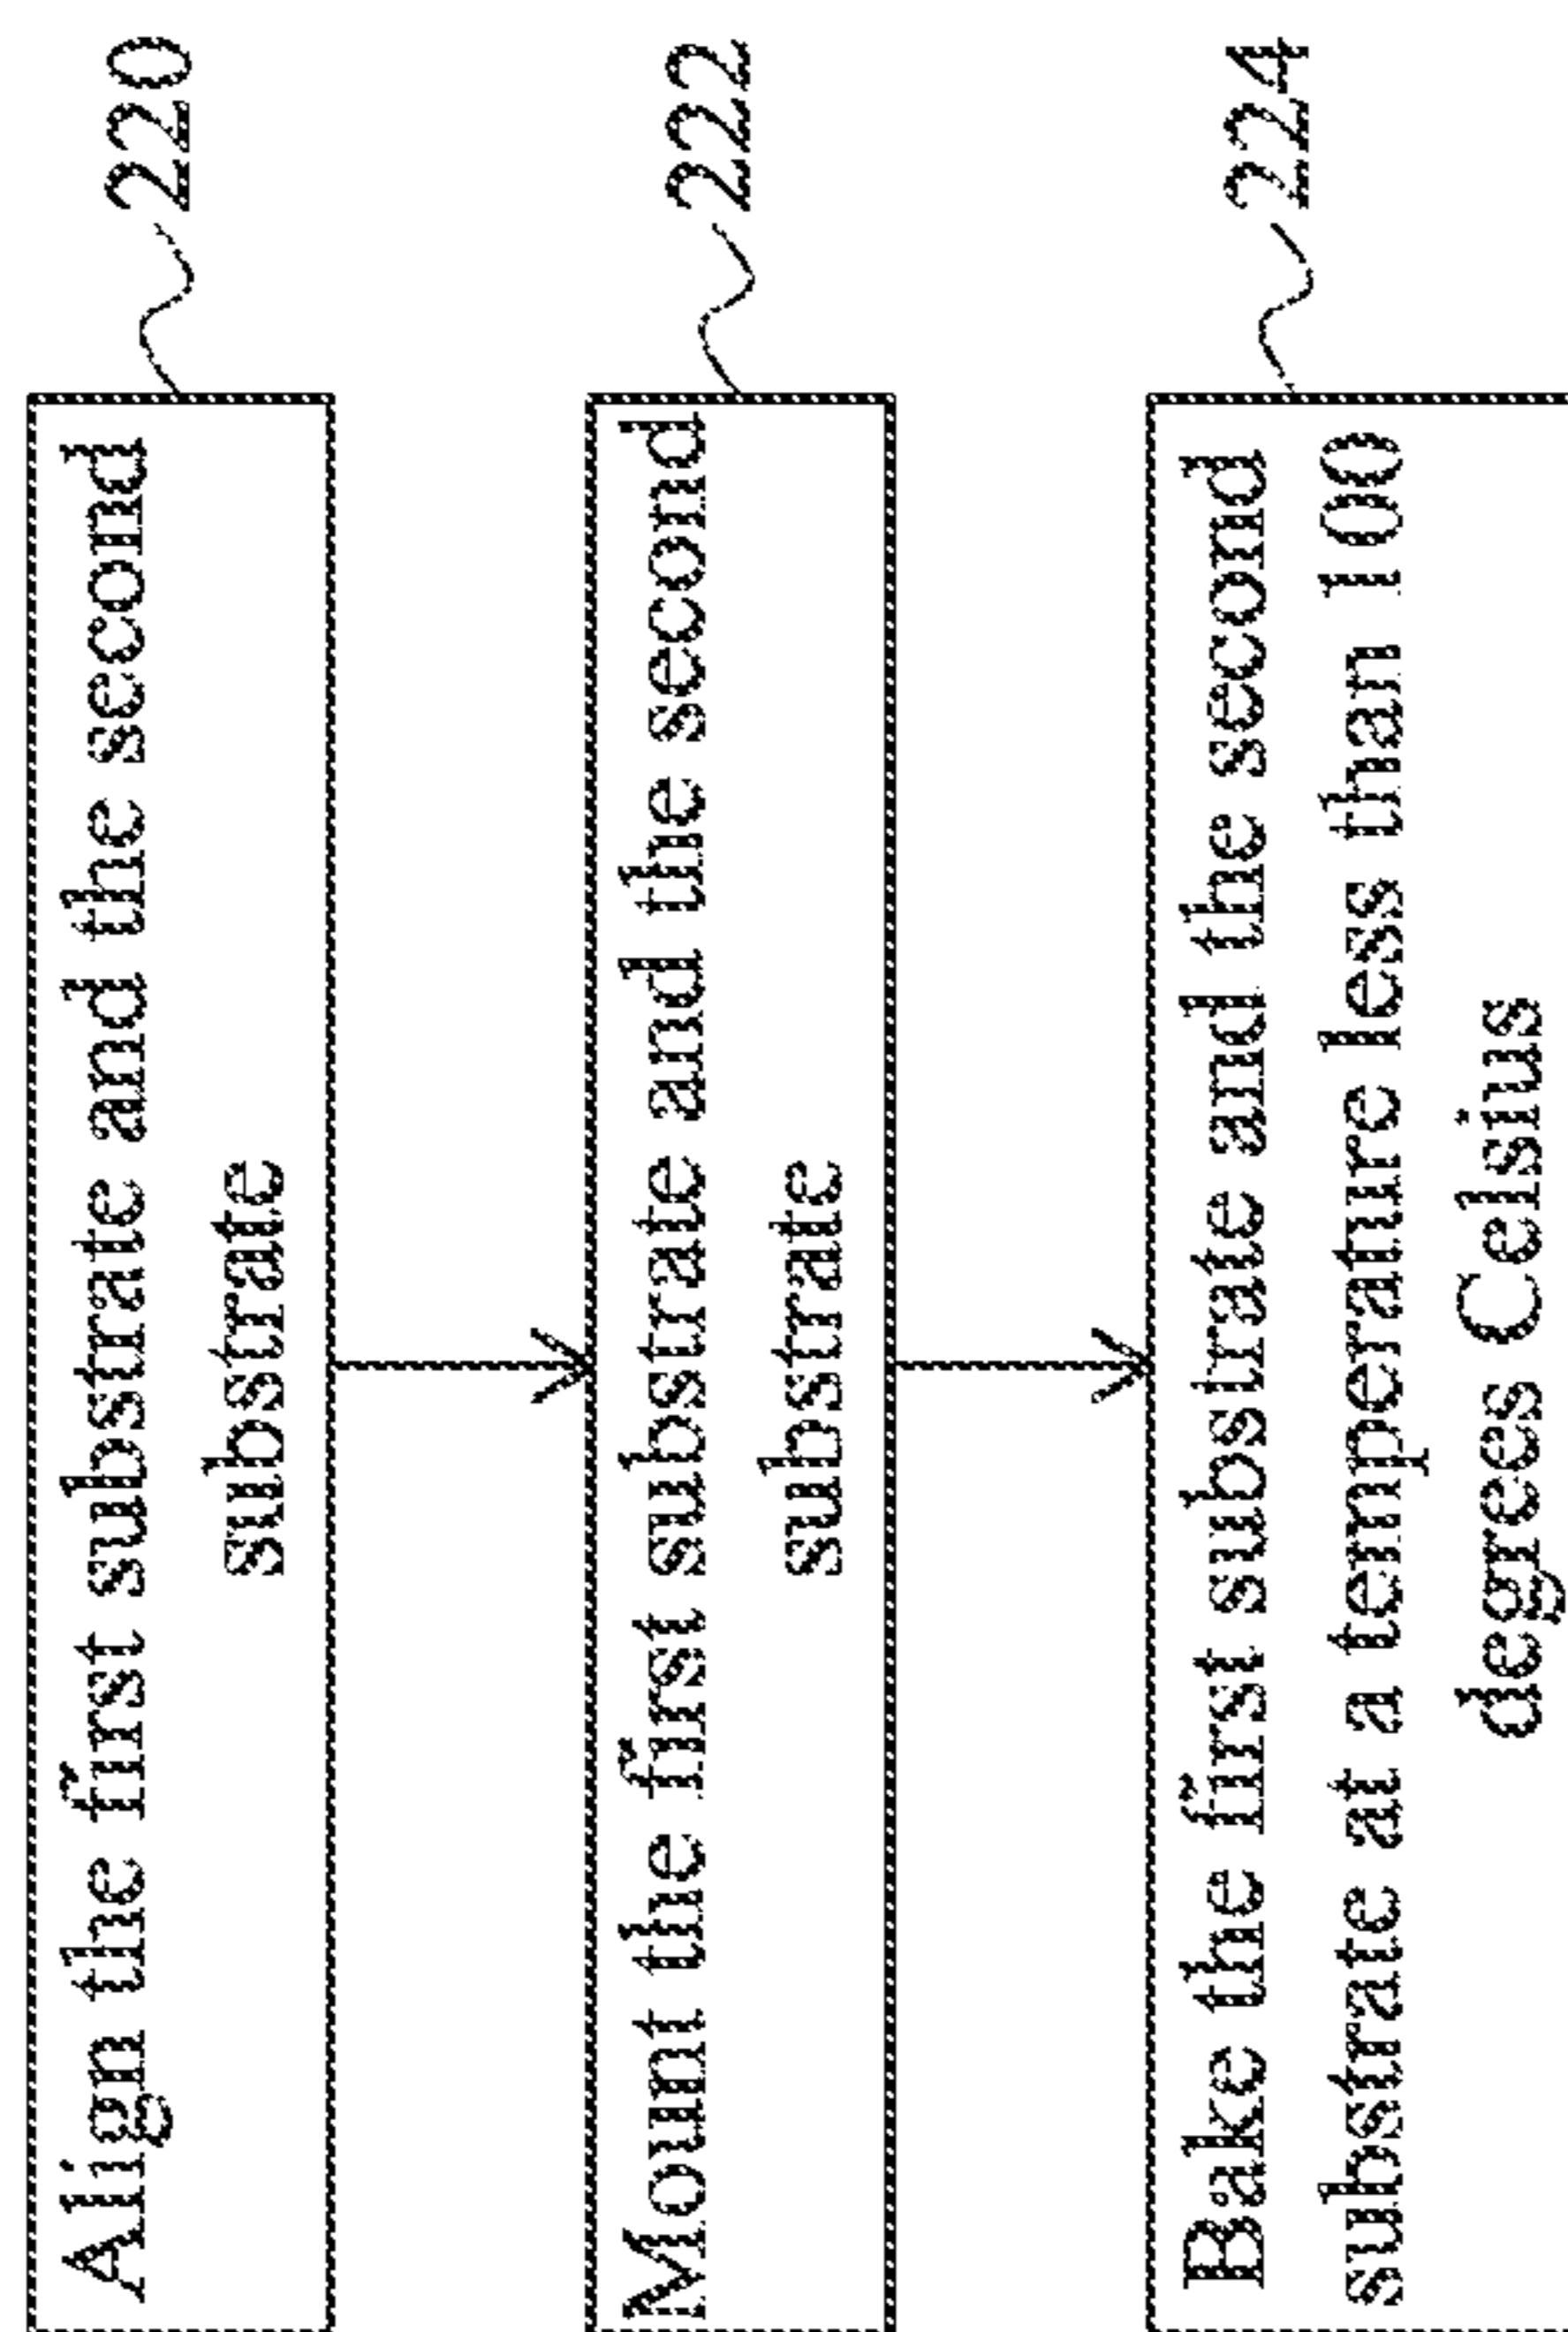 Align the first substrate and the second
substrate
220
Mount the first substrate and the second
substrate
222
Bake the first substrate and the second
substrate at a temperature less than 100
degrees Celsius
224